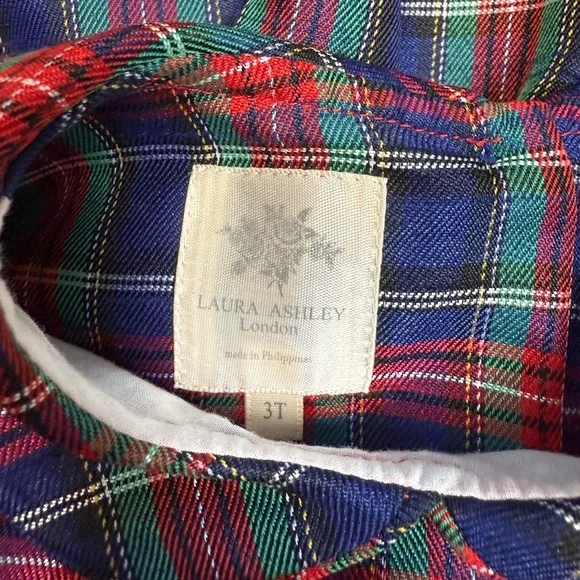 LAURA ASHLEY
London
made in Philippines
3T